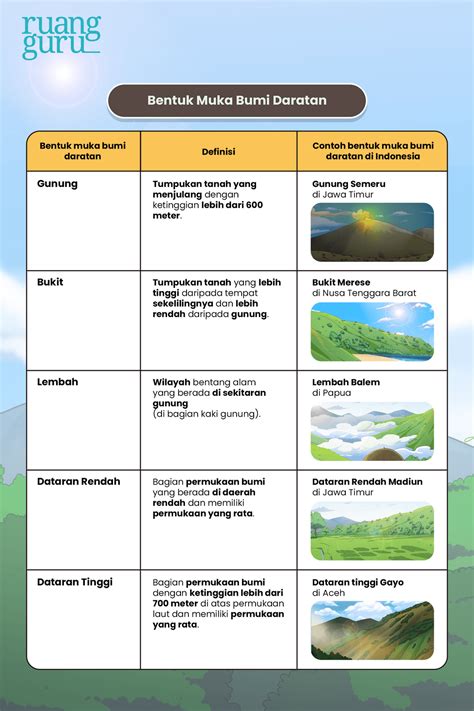 ruang
guru
Bentuk Muka Bumi Daratan
Bentuk muka bumi
daratan
Definisi
Contoh bentuk muka bumi
daratan di Indonesia
Gunung
Tumpukan tanah yang
menjulang dengan
ketinggian lebih dari 600
meter.
Gunung Semeru
di Jawa Timur
Bukit
Tumpukan tanah yang lebih
tinggi daripada tempat
sekelilingnya dan lebih
rendah daripada gunung.
Bukit Merese
di Nusa Tenggara Barat
Lembah
Wilayah bentang alam
yang berada di sekitaran
gunung
(di bagian kaki gunung).
Lembah Balem
di Papua
Dataran Rendah
Bagian permukaan bumi
yang berada di daerah
rendah dan memiliki
permukaan yang rata.
Dataran Rendah Madiun
di Jawa Timur
Dataran Tinggi
Bagian permukaan bumi
dengan ketinggian lebih dari
700 meter di atas permukaan
laut dan memiliki permukaan
yang rata.
Dataran tinggi Gayo
di Aceh